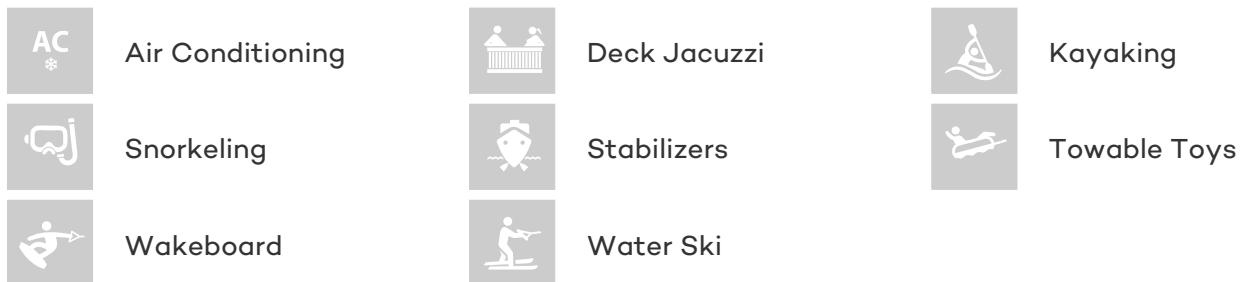 AC
Air Conditioning
Deck Jacuzzi
Kayaking
Snorkeling
Stabilizers
Towable Toys
Wakeboard
Water Ski